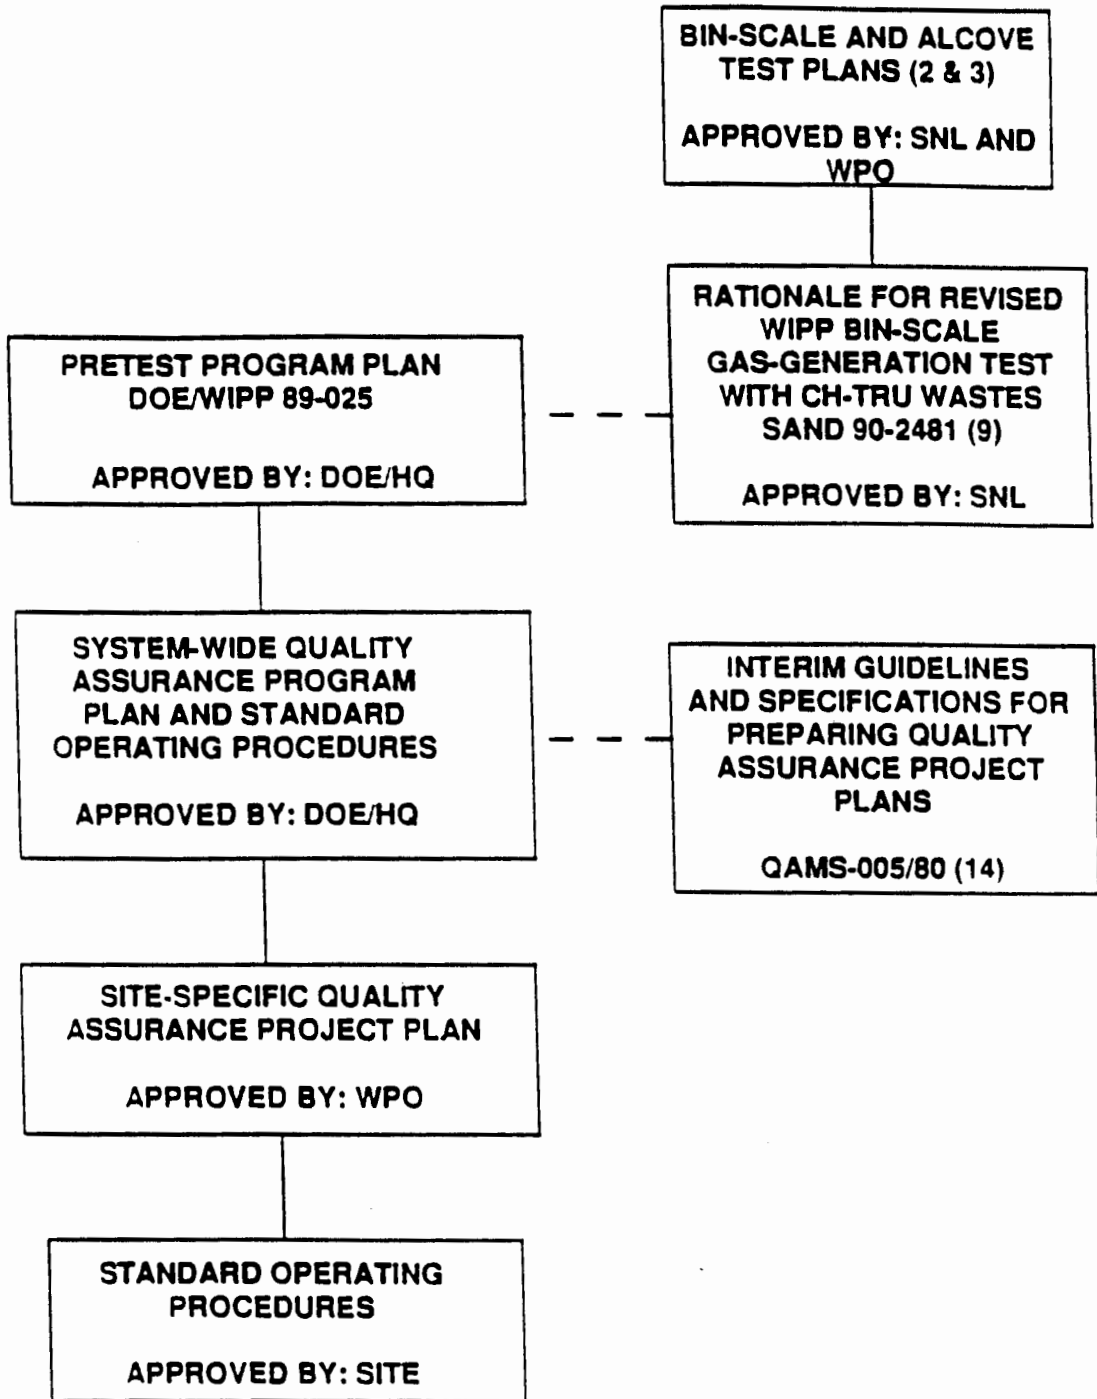 BIN-SCALE AND ALCOVE
TEST PLANS (2 & 3)
APPROVED BY: SNL AND
WPO
RATIONALE FOR REVISED
WIPP BIN-SCALE
GAS-GENERATION TEST
WITH CH-TRU WASTES
SAND 90-2481 (9)
APPROVED BY: SNL
PRETEST PROGRAM PLAN
DOE/WIPP 89-025
APPROVED BY: DOE/HQ
SYSTEM-WIDE QUALITY
ASSURANCE PROGRAM
PLAN AND STANDARD
OPERATING PROCEDURES
APPROVED BY: DOE/HQ
INTERIM GUIDELINES
AND SPECIFICATIONS FOR
PREPARING QUALITY
ASSURANCE PROJECT
PLANS
QAMS-005/80 (14)
SITE-SPECIFIC QUALITY
ASSURANCE PROJECT PLAN
APPROVED BY: WPO
STANDARD OPERATING
PROCEDURES
APPROVED BY: SITE